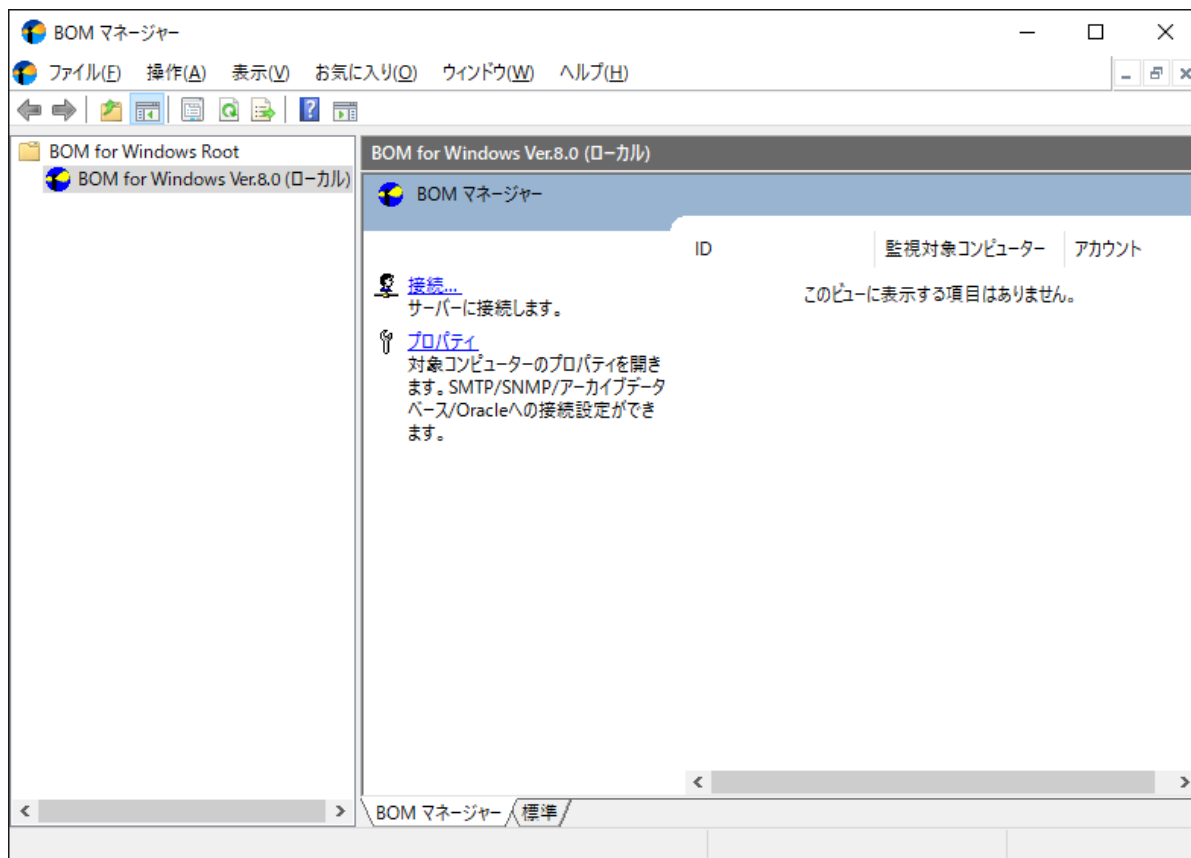 BOM マネージャー
ファイル(F) 操作(A) 表示(V) お気に入り(O) ウィンドウ(W) ヘルプ(H)
BOM for Windows Root
BOM for Windows Ver.8.0 (ローカル)
BOM for Windows Ver.8.0 (ローカル)
BOM マネージャー
ID 監視対象コンピューター アカウント
このビューに表示する項目はありません。
接続...
サーバーに接続します。
プロパティ
対象コンピューターのプロパティを開き
ます。SMTP/SNMP/アーカイブデータ
ベース/Oracleへの接続設定ができ
ます。
BOM マネージャー 標準